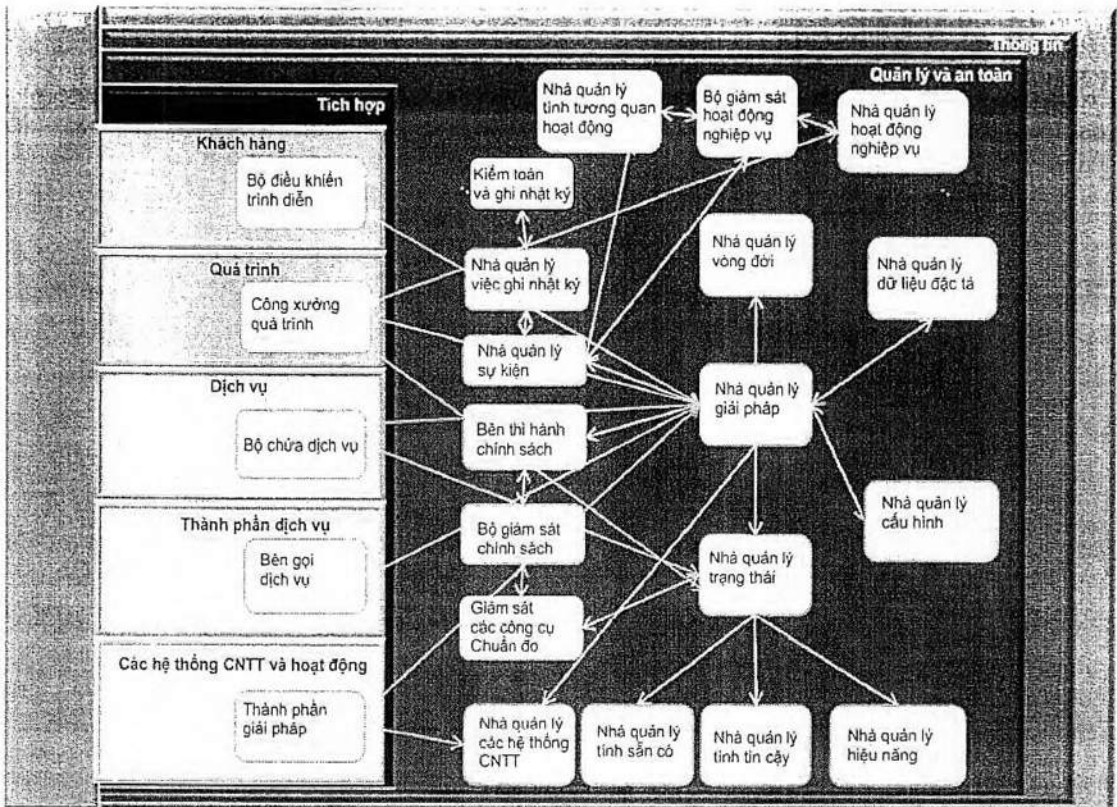 Thông tin
Quản lý và an toàn
Tích hợp
Khách hàng
Bộ điều khiển
trình diễn
Quá trình
Công xưởng
quá trình
Dịch vụ
Bộ chứa dịch vụ
Thành phần dịch vụ
Bên gọi
dịch vụ
Các hệ thống CNTT và hoạt động
Thành phần
giải pháp
Nhà quản lý
tính tương quan
hoạt động
Bộ giám sát
hoạt động
nghiệp vụ
Nhà quản lý
hoạt động
nghiệp vụ
Kiểm toán
và ghi nhật ký
Nhà quản lý
việc ghi nhật ký
Nhà quản lý
vòng đời
Nhà quản lý
dữ liệu đặc tả
Nhà quản lý
sự kiện
Nhà quản lý
giải pháp
Bên thi hành
chính sách
Nhà quản lý
cấu hình
Bộ giám sát
chính sách
Nhà quản lý
trạng thái
Giám sát
các công cụ
Chuẩn đo
Nhà quản lý
các hệ thống
CNTT
Nhà quản lý
tính sẵn có
Nhà quản lý
tính tin cậy
Nhà quản lý
hiệu năng